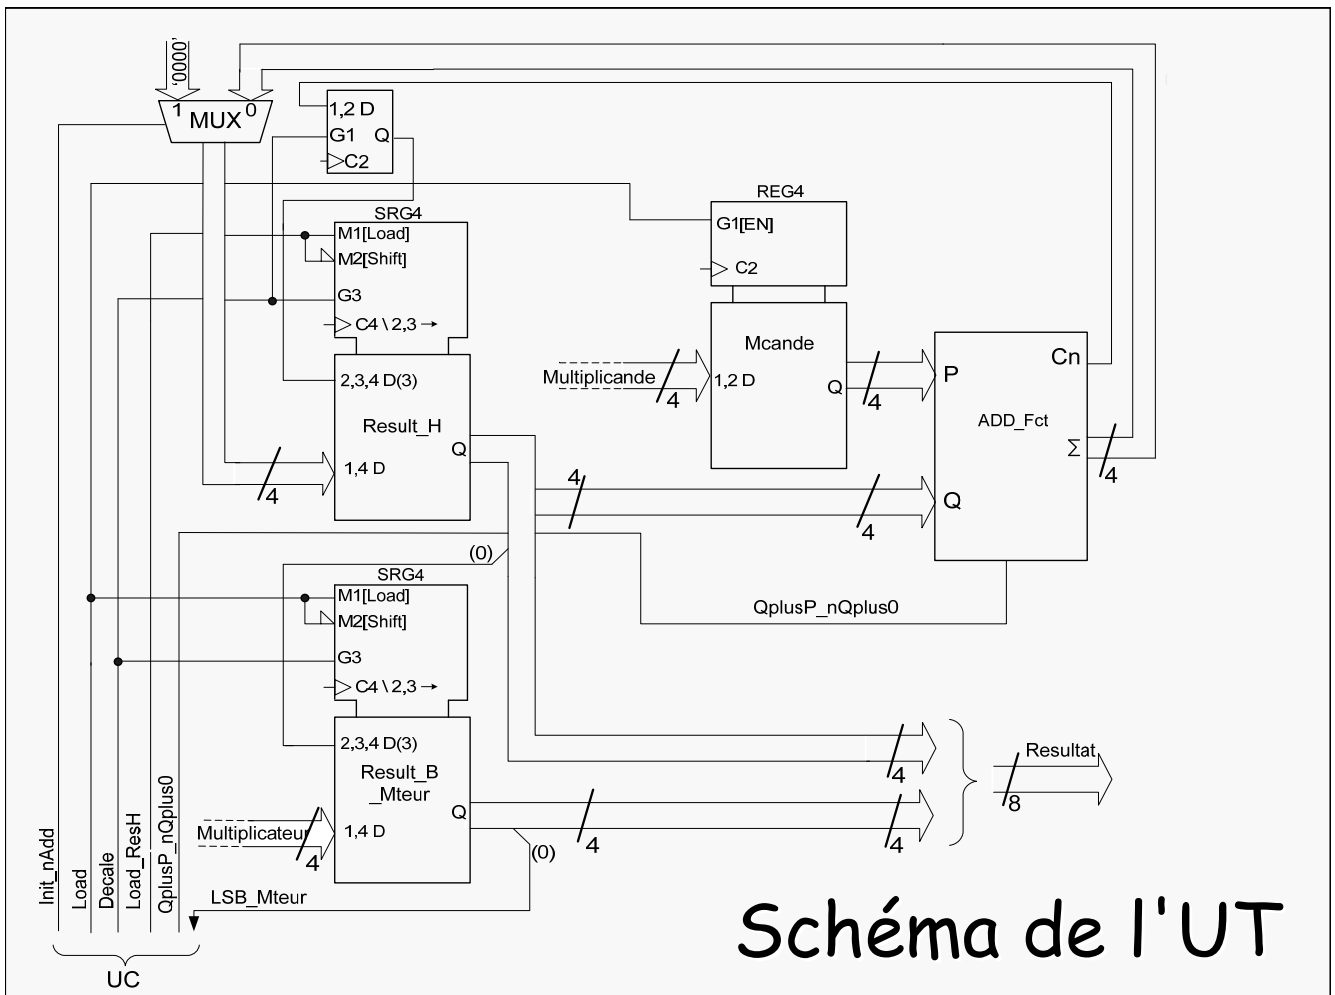 '0000'
1 MUX 0
1,2 D
G1 Q
C2
SRG4
M1[Load]
M2[Shift]
G3
C4 \ 2,3 →
2,3,4 D(3)
Result_H
Q
1,4 D
4
REG4
G1[EN]
C2
Mcande
Multiplicande
4
1,2 D
Q
4
Cn
P
ADD_Fct
Σ
4
Q
4
4
(0)
QplusP_nQplus0
SRG4
M1[Load]
M2[Shift]
G3
C4 \ 2,3 →
2,3,4 D(3)
Result_B
_Mteur
Q
Multiplicateur
4
1,4 D
4
4
4
(0)
Resultat
8
LSB_Mteur
Init_nAdd
Load
Decale
Load_ResH
QplusP_nQplus0
UC
Schéma de l'UT